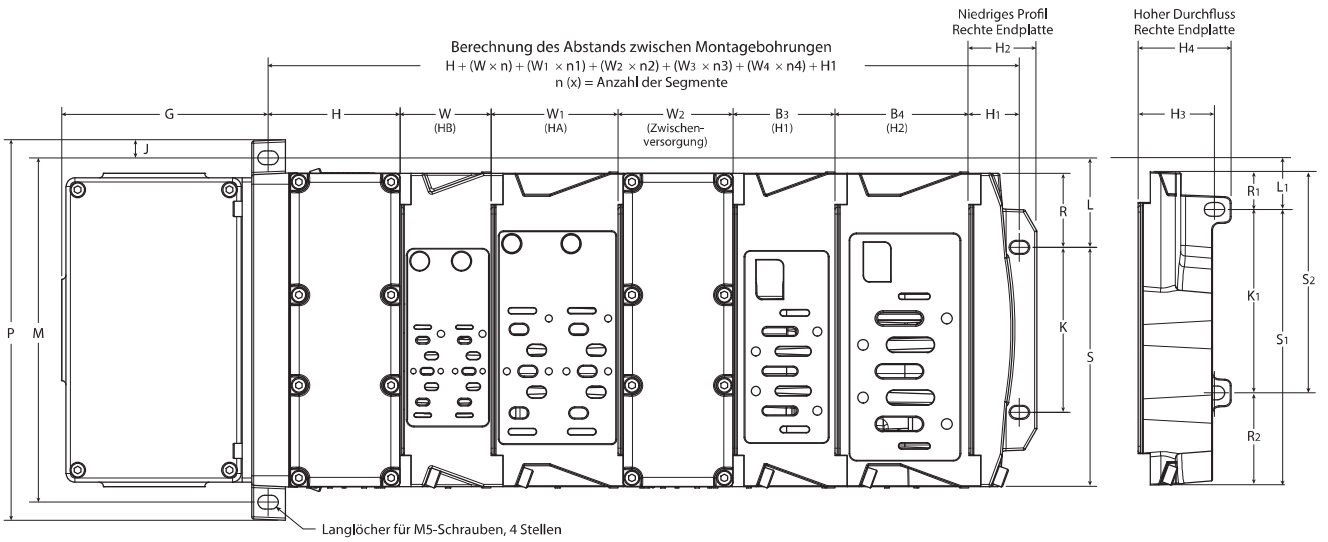 Niedriges Profil
Rechte Endplatte
H2
Hoher Durchfluss
Rechte Endplatte
H4
Berechnung des Abstands zwischen Montagebohrungen
H + (W × n) + (W1 × n1) + (W2 × n2) + (W3 × n3) + (W4 × n4) + H1
n (x) = Anzahl der Segmente
G
H
W
(HB)
W1
(HA)
W2
(Zwischen-
versorgung)
B3
(H1)
B4
(H2)
H1
H3
J
R
L
R1
L1
P
M
K
S
K1
S1
S2
R2
Langlöcher für M5-Schrauben, 4 Stellen